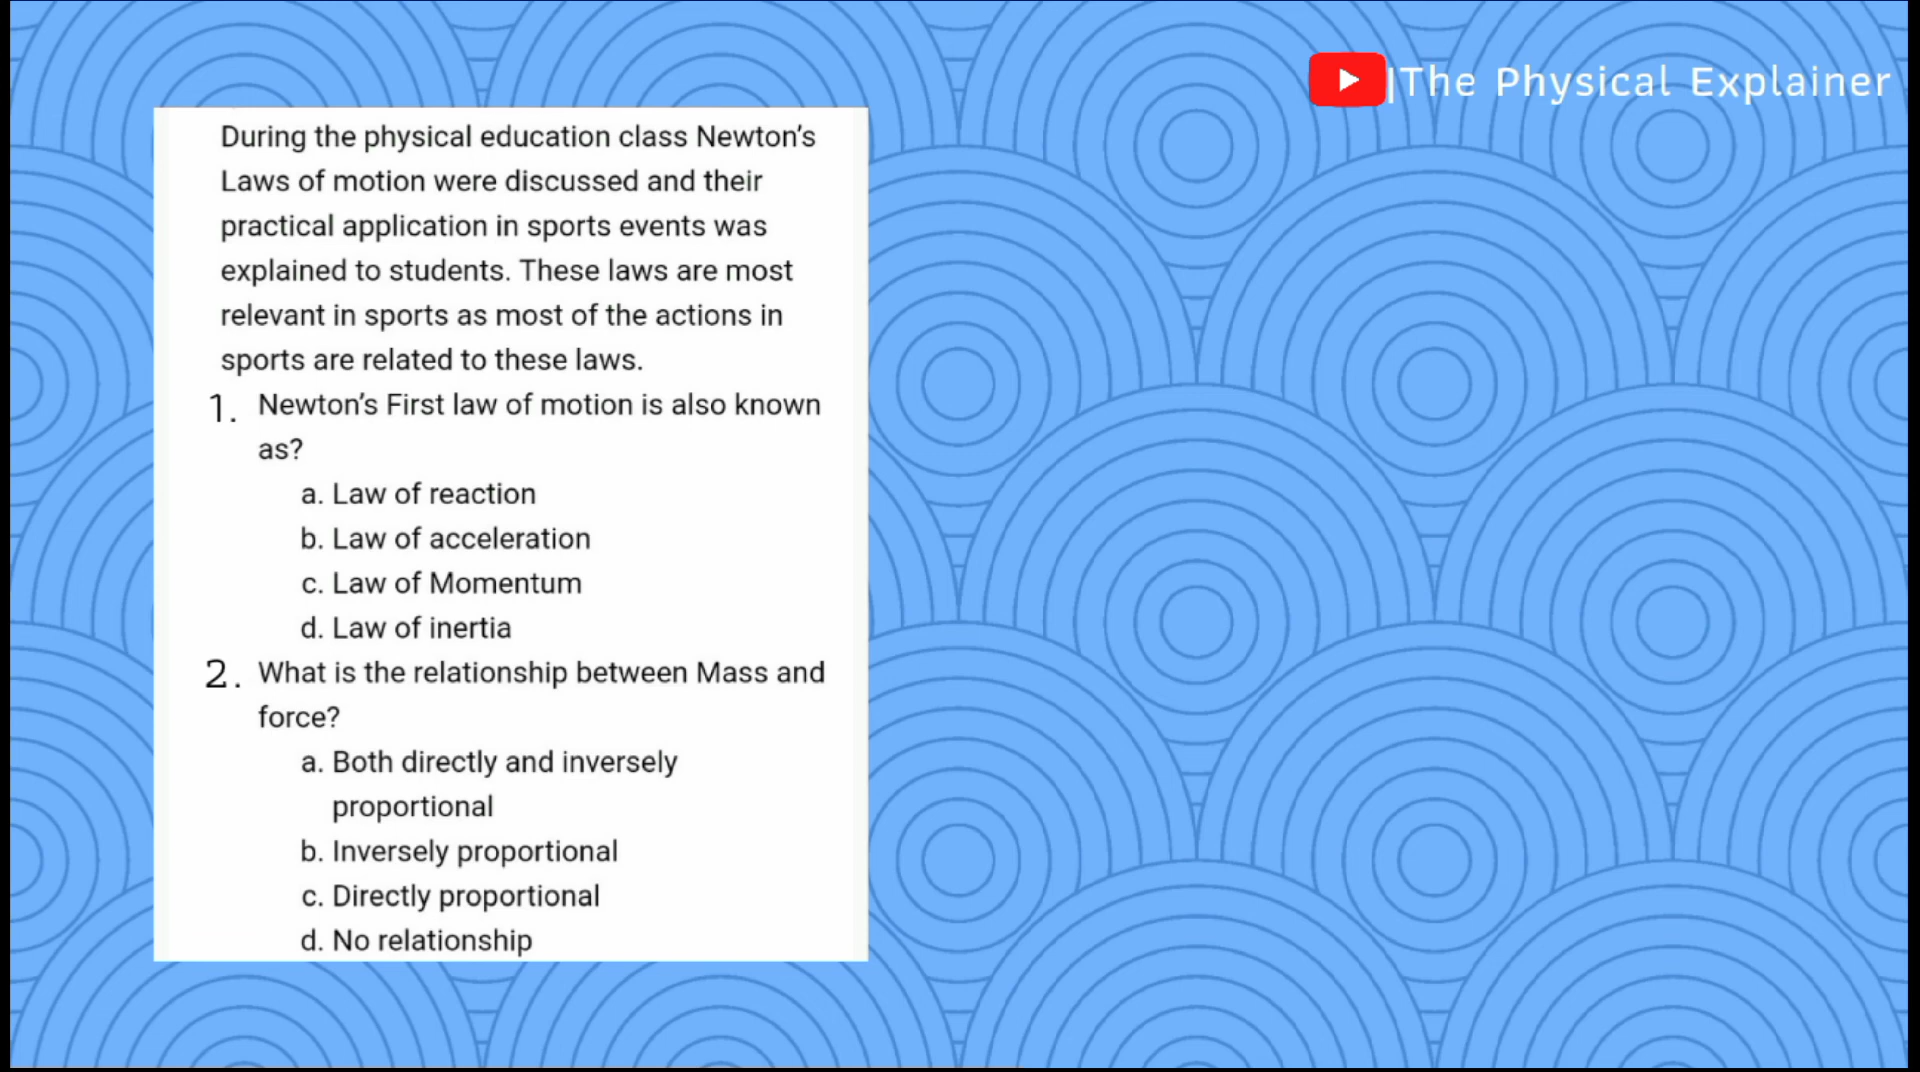 |The Physical Explainer
During the physical education class Newton's
Laws of motion were discussed and their
practical application in sports events was
explained to students. These laws are most
relevant in sports as most of the actions in
sports are related to these laws.
1. Newton's First law of motion is also known
as?
a. Law of reaction
b. Law of acceleration
c. Law of Momentum
d. Law of inertia
2. What is the relationship between Mass and
force?
a. Both directly and inversely
proportional
b. Inversely proportional
c. Directly proportional
d. No relationship